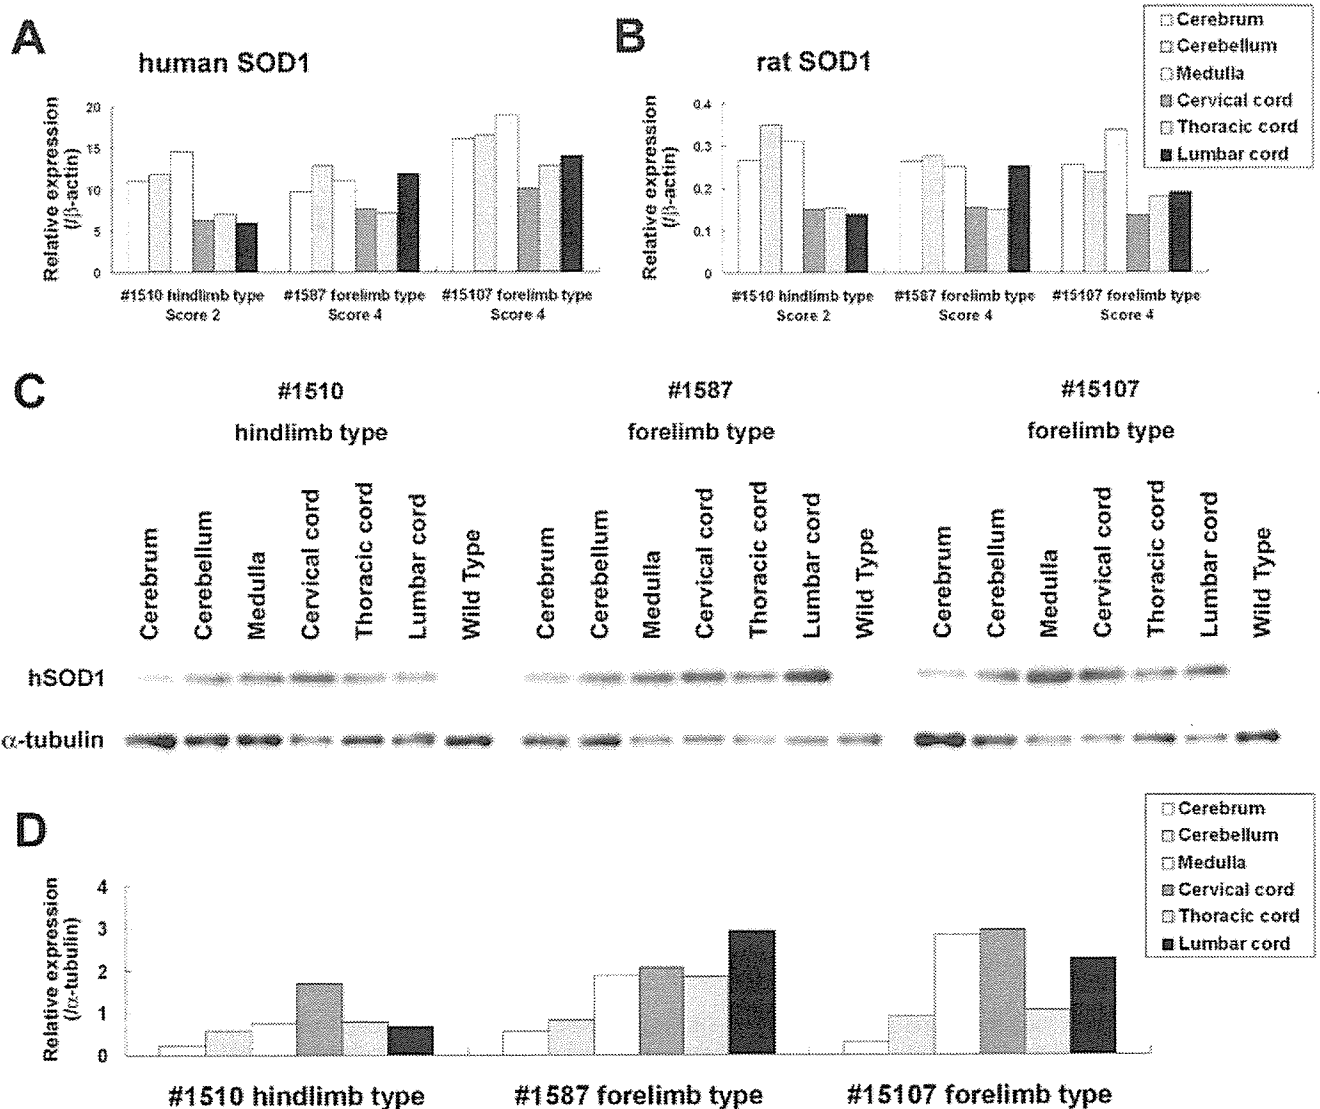 A
human SOD1
Relative expression
(/β-actin)
20
15
10
5
0
#1510 hindlimb type
Score 2
#1587 forelimb type
Score 4
#15107 forelimb type
Score 4
B
rat SOD1
Relative expression
(/β-actin)
0.4
0.3
0.2
0.1
0
#1510 hindlimb type
Score 2
#1587 forelimb type
Score 4
#15107 forelimb type
Score 4
Cerebrum
Cerebellum
Medulla
Cervical cord
Thoracic cord
Lumbar cord
C
#1510
hindlimb type
#1587
forelimb type
#15107
forelimb type
Cerebrum
Cerebellum
Medulla
Cervical cord
Thoracic cord
Lumbar cord
Wild Type
Cerebrum
Cerebellum
Medulla
Cervical cord
Thoracic cord
Lumbar cord
Wild Type
Cerebrum
Cerebellum
Medulla
Cervical cord
Thoracic cord
Lumbar cord
Wild Type
hSOD1
α-tubulin
D
Relative expression
(/α-tubulin)
4
3
2
1
0
#1510 hindlimb type
#1587 forelimb type
#15107 forelimb type
Cerebrum
Cerebellum
Medulla
Cervical cord
Thoracic cord
Lumbar cord